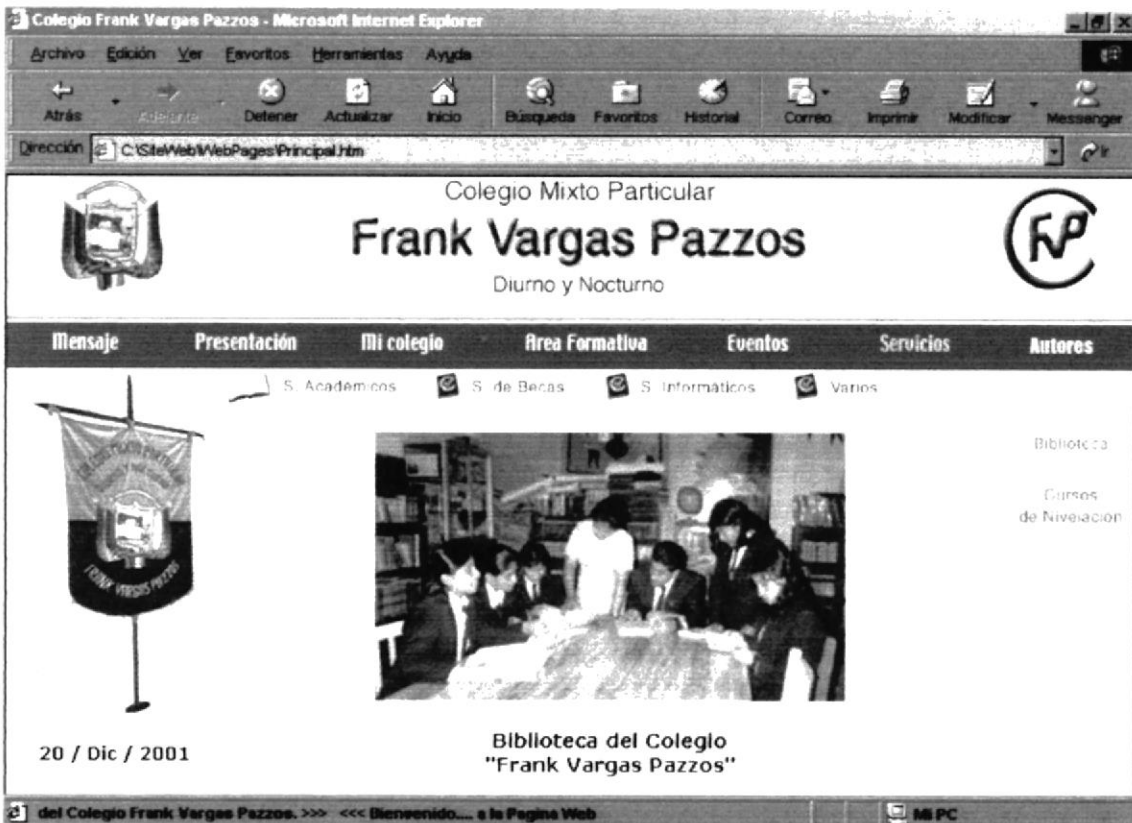 Colegio Frank Vargas Pazzos - Microsoft Internet Explorer
Archivo Edición Ver Favoritos Herramientas Ayuda
Atrás Adelante Detener Actualizar Inicio Búsqueda Favoritos Historial Correo Imprimir Modificar Messenger
Dirección C:\SiteWeb\WebPages\Principal.htm Ir
Colegio Mixto Particular
Frank Vargas Pazzos
Diurno y Nocturno
FVP
Mensaje Presentación Mi colegio Area Formativa Eventos Servicios Autores
S. Académicos S. de Becas S. Informáticos Varios
Biblioteca
Cursos
de Nivelación
FRANK VARGAS PAZZOS
20 / Dic / 2001
Biblioteca del Colegio
"Frank Vargas Pazzos"
del Colegio Frank Vargas Pazzos. >>> <<< Bienvenido.... a la Pagina Web Mi PC